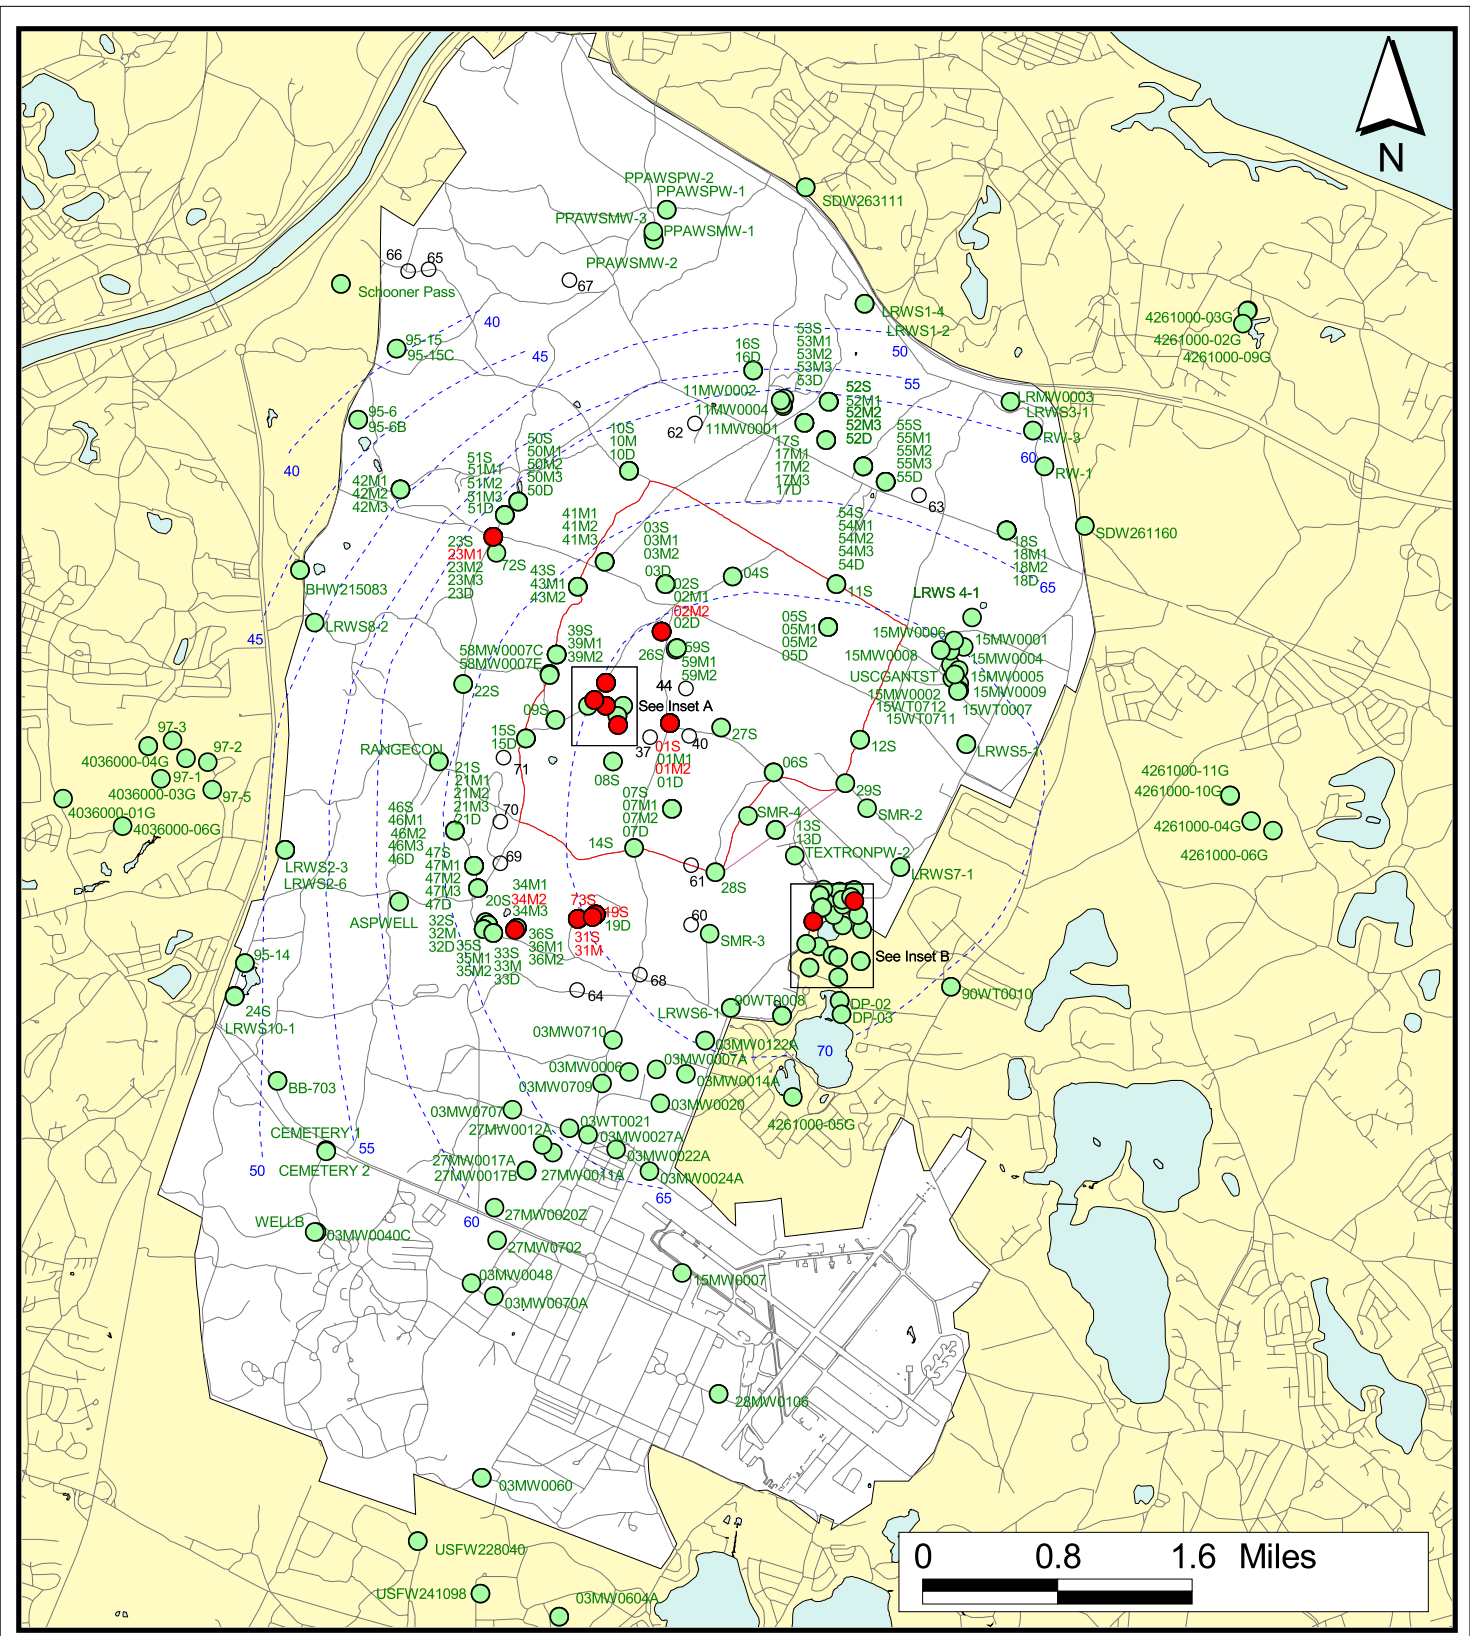 N
PPAWSPW-2
PPAWSPW-1
SDW263111
PPAWSMW-3
PPAWSMW-1
PPAWSMW-2
66
65
67
Schooner Pass
40
LRWS1-4
LRWS1-2
4261000-03G
4261000-02G
4261000-09G
95-15
95-15C
45
50
55
16S
16D
53S
53M1
53M2
53M3
53D
11MW0002
11MW0004
11MW0001
52S
52M1
52M2
52M3
52D
LRMW0003
LRWS3-1
RW-3
60
RW-1
95-6
95-6B
40
62
10S
10M
10D
50S
50M1
50M2
50M3
50D
51S
51M1
51M2
51M3
51D
17S
17M1
17M2
17M3
17D
55S
55M1
55M2
55M3
55D
63
42M1
42M2
42M3
41M1
41M2
41M3
03S
03M1
03M2
03D
54S
54M1
54M2
54M3
54D
18S
18M1
18M2
18D
SDW261160
65
23S
23M1
23M2
23M3
23D
72S
43S
43M1
43M2
04S
11S
02S
02M1
02M2
02D
BHW215083
LRWS8-2
45
LRWS 4-1
05S
05M1
05M2
05D
39S
39M1
39M2
26S
59S
59M1
59M2
58MW0007C
58MW0007E
22S
44
See Inset A
15MW0006
15MW0001
15MW0008
15MW0004
USCGANTST
15MW0005
15MW0002
15MW0009
15WT0712
15WT0007
15WT0711
09S
15S
15D
37
40
27S
12S
LRWS5-1
01S
01M1
01M2
01D
97-3
97-2
4036000-04G
97-1
4036000-03G
97-5
4036000-01G
4036000-06G
RANGECON
71
08S
06S
29S
SMR-2
4261000-11G
4261000-10G
4261000-04G
4261000-06G
21S
21M1
21M2
21M3
21D
70
07S
07M1
07M2
07D
SMR-4
13S
13D
46S
46M1
46M2
46M3
46D
14S
TEXTRONPW-2
LRWS7-1
LRWS2-3
LRWS2-6
47S
47M1
47M2
47M3
47D
69
61
28S
20S
34M1
34M2
34M3
73S
19S
19D
60
SMR-3
ASPWELL
32S
32M
32D
31S
31M
36S
36M1
36M2
35S
35M1
35M2
33S
33M
33D
See Inset B
95-14
24S
LRWS10-1
64
68
90WT0010
90WT0008
LRWS6-1
DP-02
DP-03
70
03MW0710
03MW0122A
03MW0007A
03MW0006
03MW0014A
03MW0709
BB-703
03MW0020
4261000-05G
03MW0707
03WT0021
27MW0012A
03MW0027A
CEMETERY 1
55
03MW0022A
27MW0017A
27MW0017B
27MW0011A
03MW0024A
50
CEMETERY 2
65
27MW0020Z
60
WELLB
03MW0040C
27MW0702
03MW0048
15MW0007
03MW0070A
28MW0106
03MW0060
USFW228040
USFW241098
03MW0604A
0
0.8
1.6 Miles